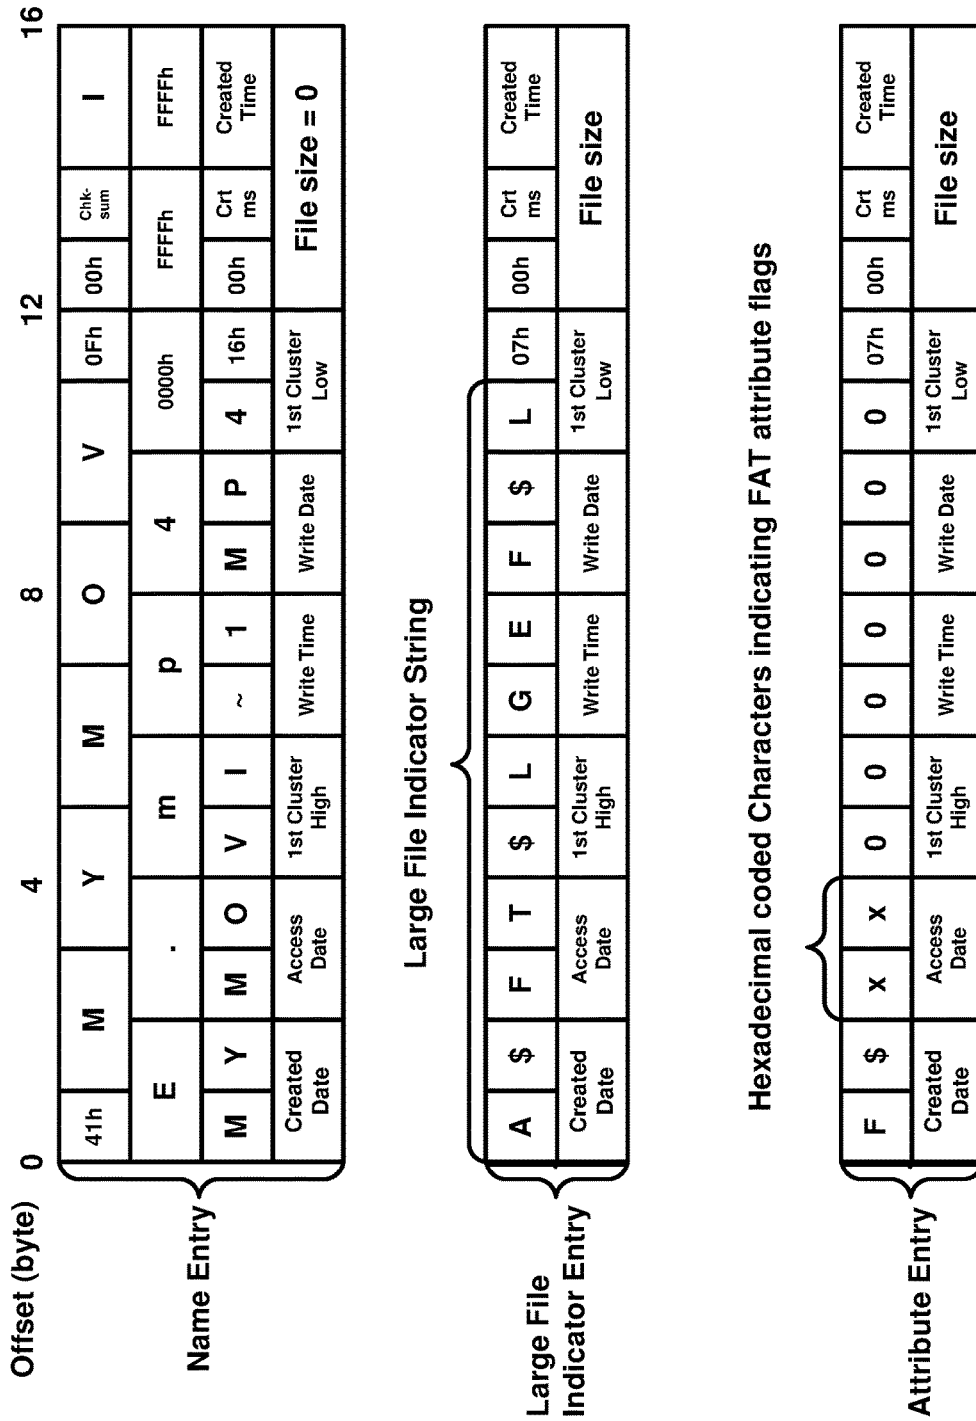 Offset (byte) 0 4 8 12 16
Name Entry
41h M Y M O V 0Fh 00h Chk-
sum I
E . m p 4 0000h FFFFh FFFFh
M Y M O V I ~ 1 M P 4 16h 00h Crt
ms Created
Time
Created
Date Access
Date 1st Cluster
High Write Time Write Date 1st Cluster
Low File size = 0
Large File Indicator String
Large File
Indicator Entry
A $ F T $ L G E F $ L 07h 00h Crt
ms Created
Time
Created
Date Access
Date 1st Cluster
High Write Time Write Date 1st Cluster
Low File size
Hexadecimal coded Characters indicating FAT attribute flags
Attribute Entry
F $ x x 0 0 0 0 0 0 0 07h 00h Crt
ms Created
Time
Created
Date Access
Date 1st Cluster
High Write Time Write Date 1st Cluster
Low File size